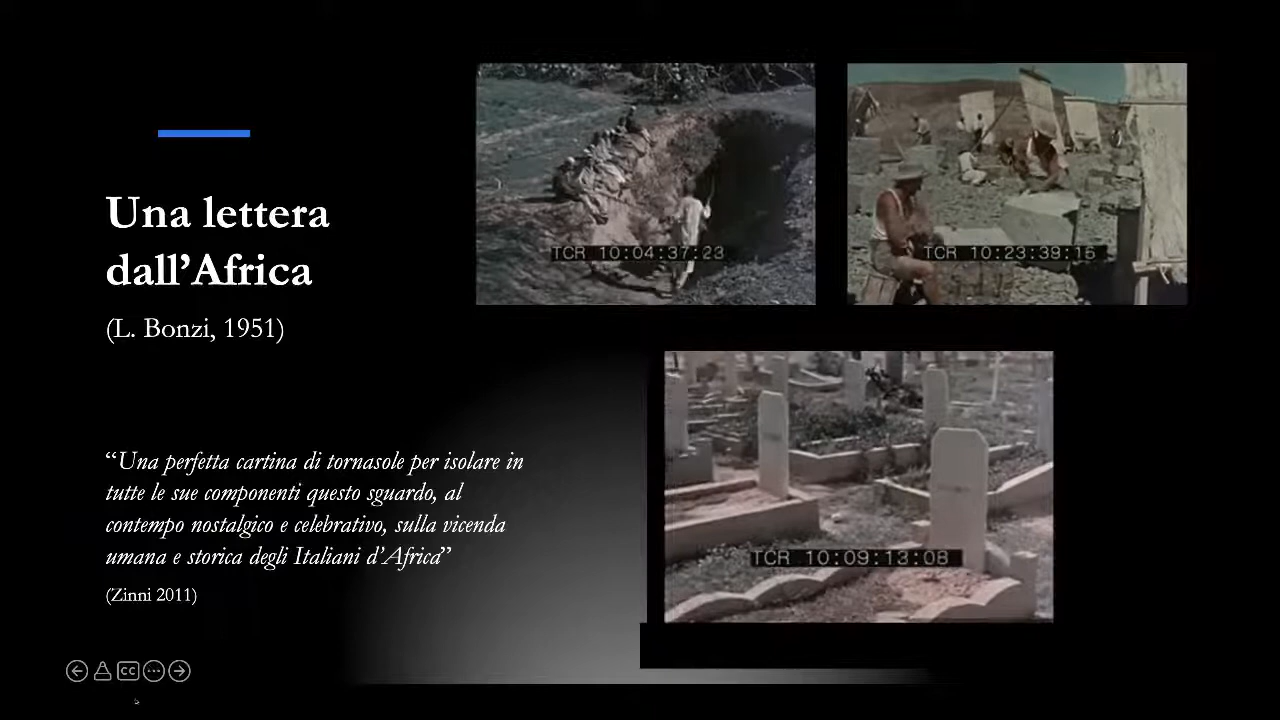 Una lettera
dall’Africa
(L. Bonzi, 1951)
“Una perfetta cartina di tornasole per isolare in
tutte le sue componenti questo sguardo, al
contempo nostalgico e celebrativo, sulla vicenda
umana e storica degli Italiani d’Africa”
(Zinni 2011)
TCR 10:04:37:23
TCR 10:23:38:16
TCR 10:09:13:08
CC